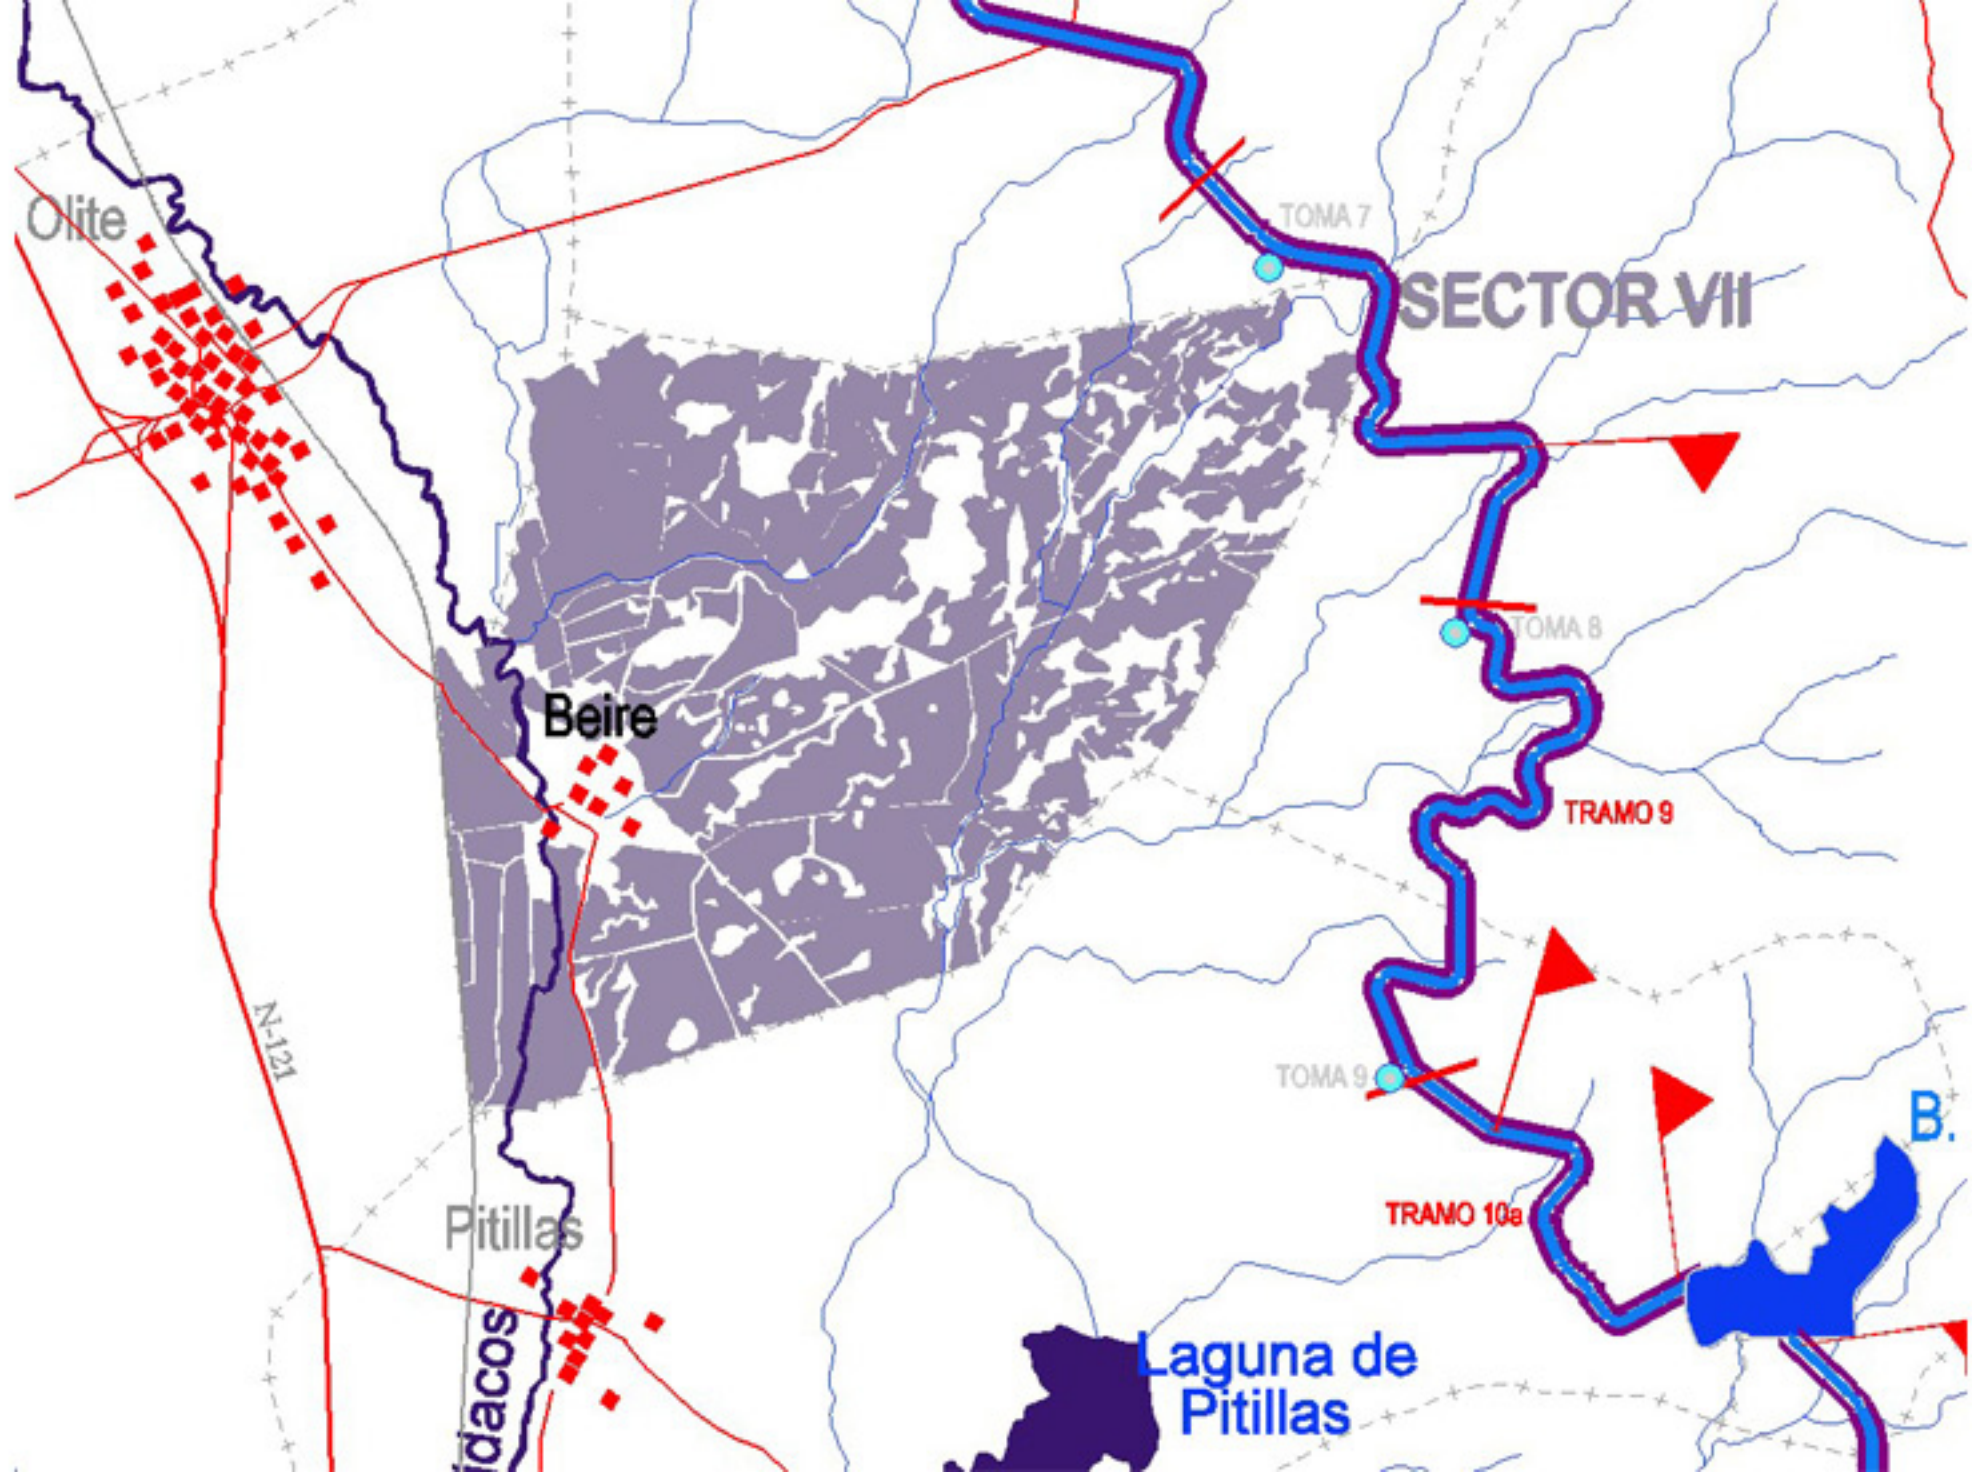 Olite
TOMA 7
SECTOR VII
TOMA 8
Beire
TRAMO 9
N-121
TOMA 9
B.
TRAMO 10a
Pitillas
idacos
Laguna de
Pitillas